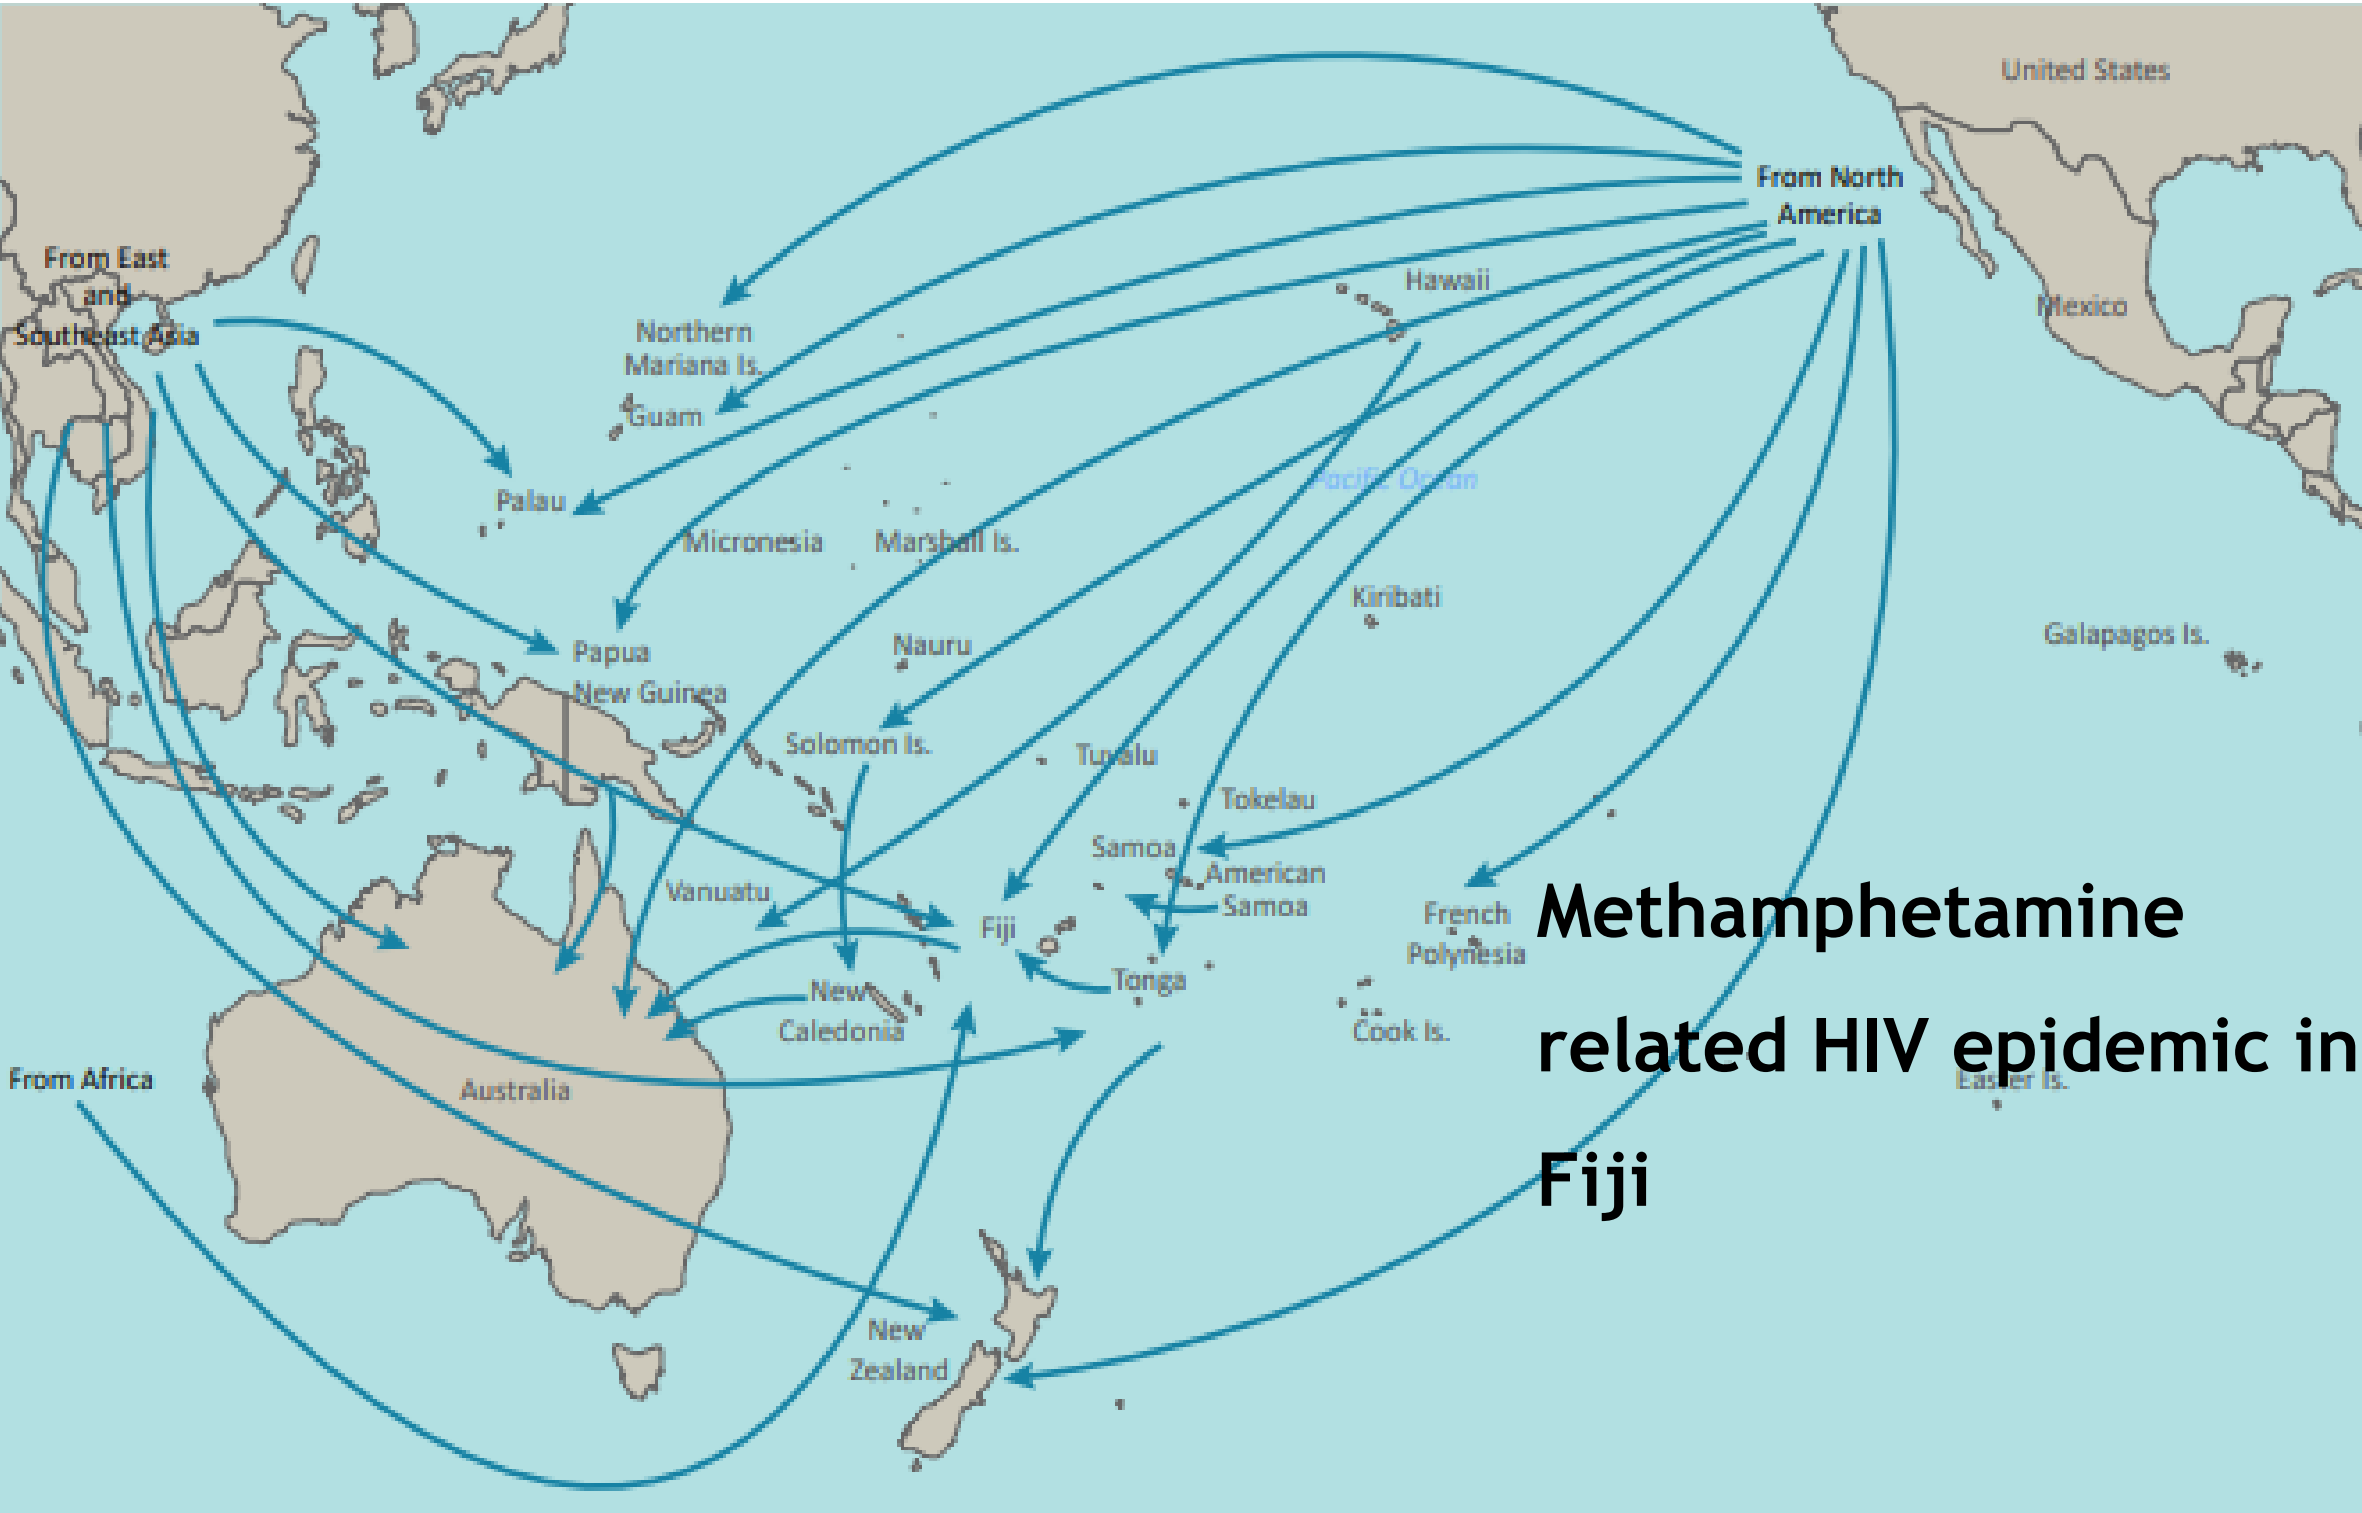 United States
From North
America
From East
and
Southeast Asia
Hawaii
Mexico
Northern
Mariana Is.
Guam
Pacific Ocean
Palau
Micronesia
Marshall Is.
Kiribati
Galapagos Is.
Nauru
Papua
New Guinea
Solomon Is.
Tuvalu
Tokelau
Samoa
American
Samoa
Vanuatu
Fiji
French
Polynesia
Tonga
New
Caledonia
Cook Is.
Easter Is.
From Africa
Australia
New
Zealand
Methamphetamine
related HIV epidemic in
Fiji